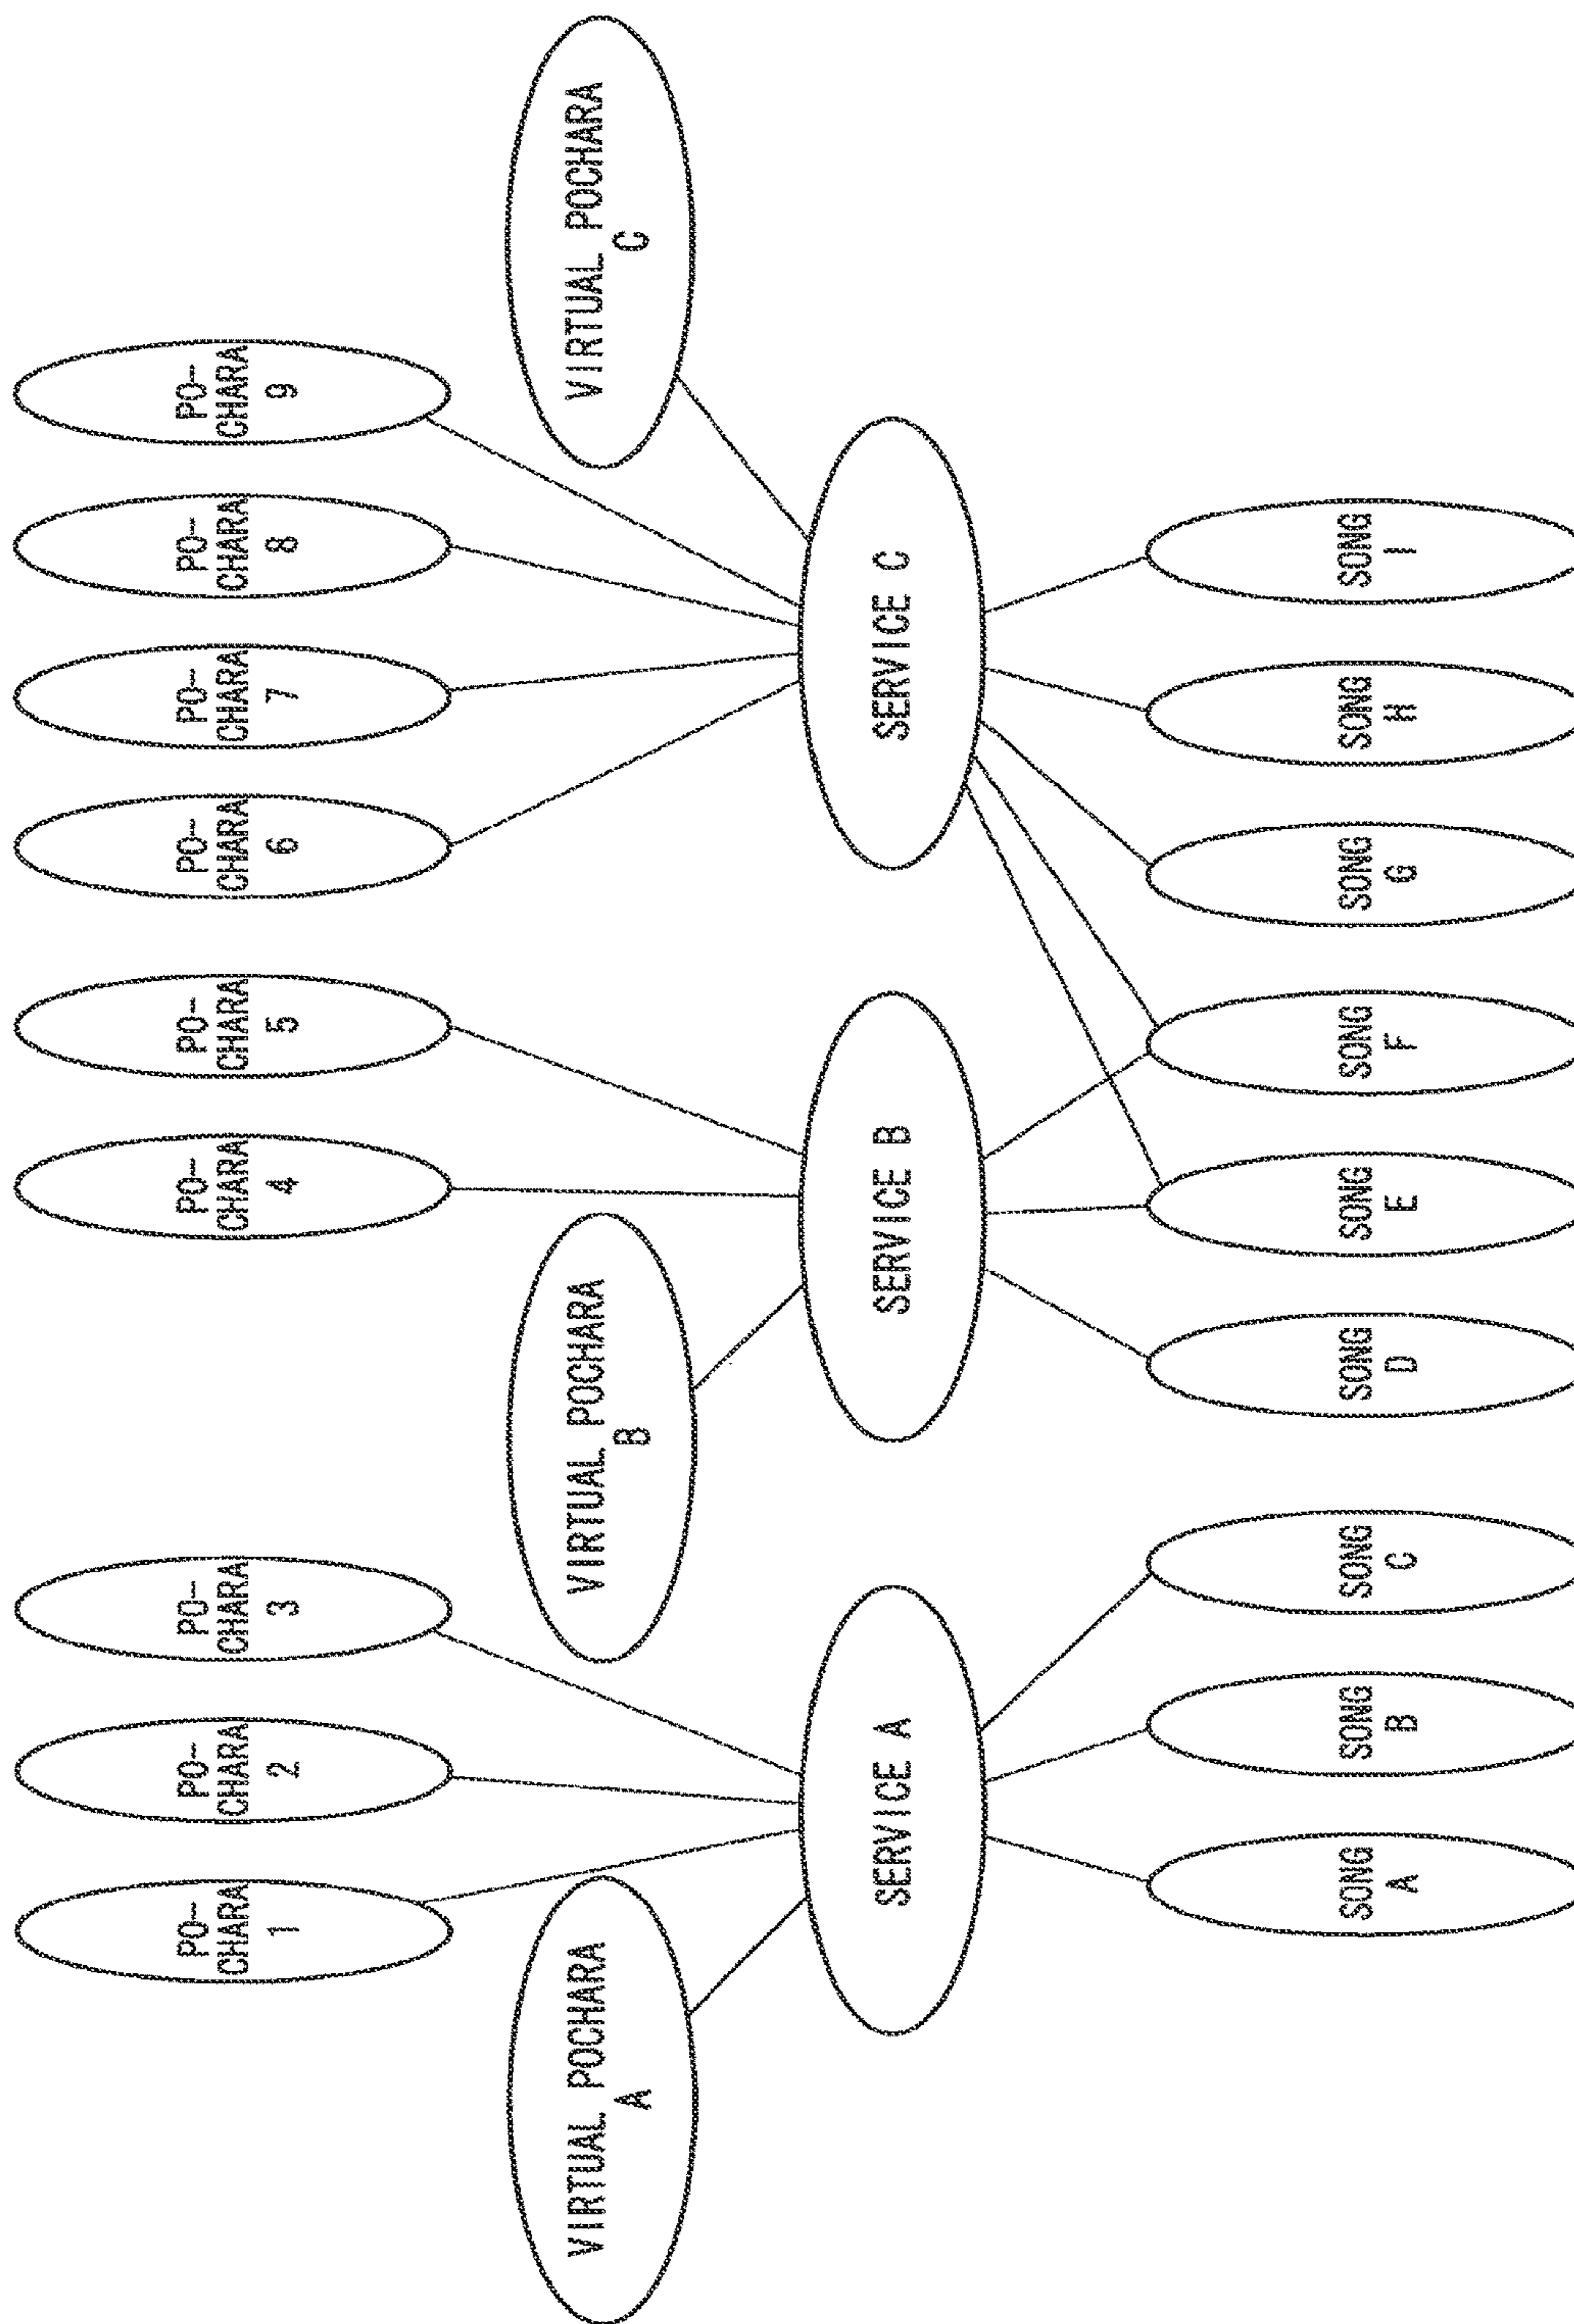 PO-
CHARA
1
PO-
CHARA
2
PO-
CHARA
3
PO-
CHARA
4
PO-
CHARA
5
PO-
CHARA
6
PO-
CHARA
7
PO-
CHARA
8
PO-
CHARA
9
VIRTUAL POCHARA
A
VIRTUAL POCHARA
B
VIRTUAL POCHARA
C
SERVICE A
SERVICE B
SERVICE C
SONG
A
SONG
B
SONG
C
SONG
D
SONG
E
SONG
F
SONG
G
SONG
H
SONG
I